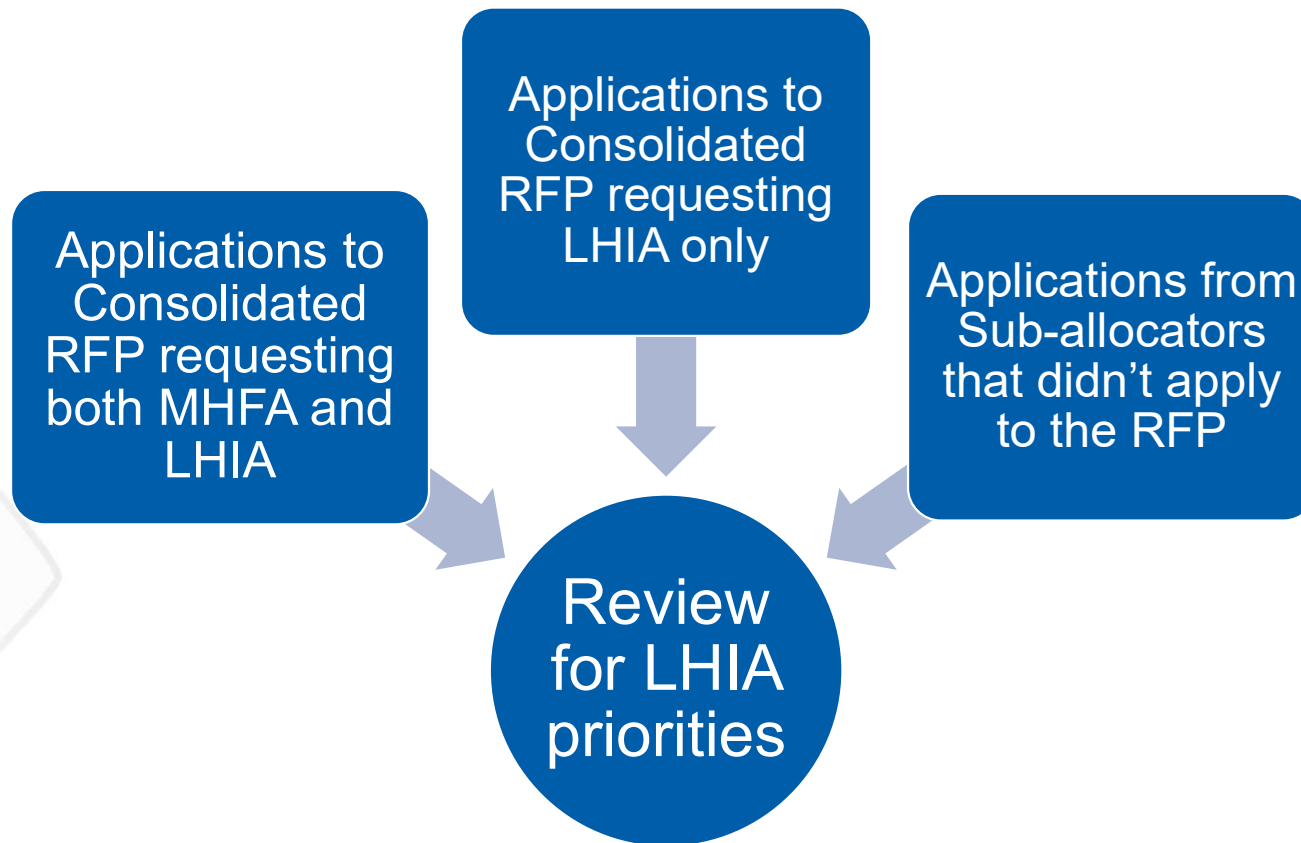 Applications to
Consolidated
RFP requesting
both MHFA and
LHIA
Applications to
Consolidated
RFP requesting
LHIA only
Applications from
Sub-allocators
that didn’t apply
to the RFP
Review
for LHIA
priorities